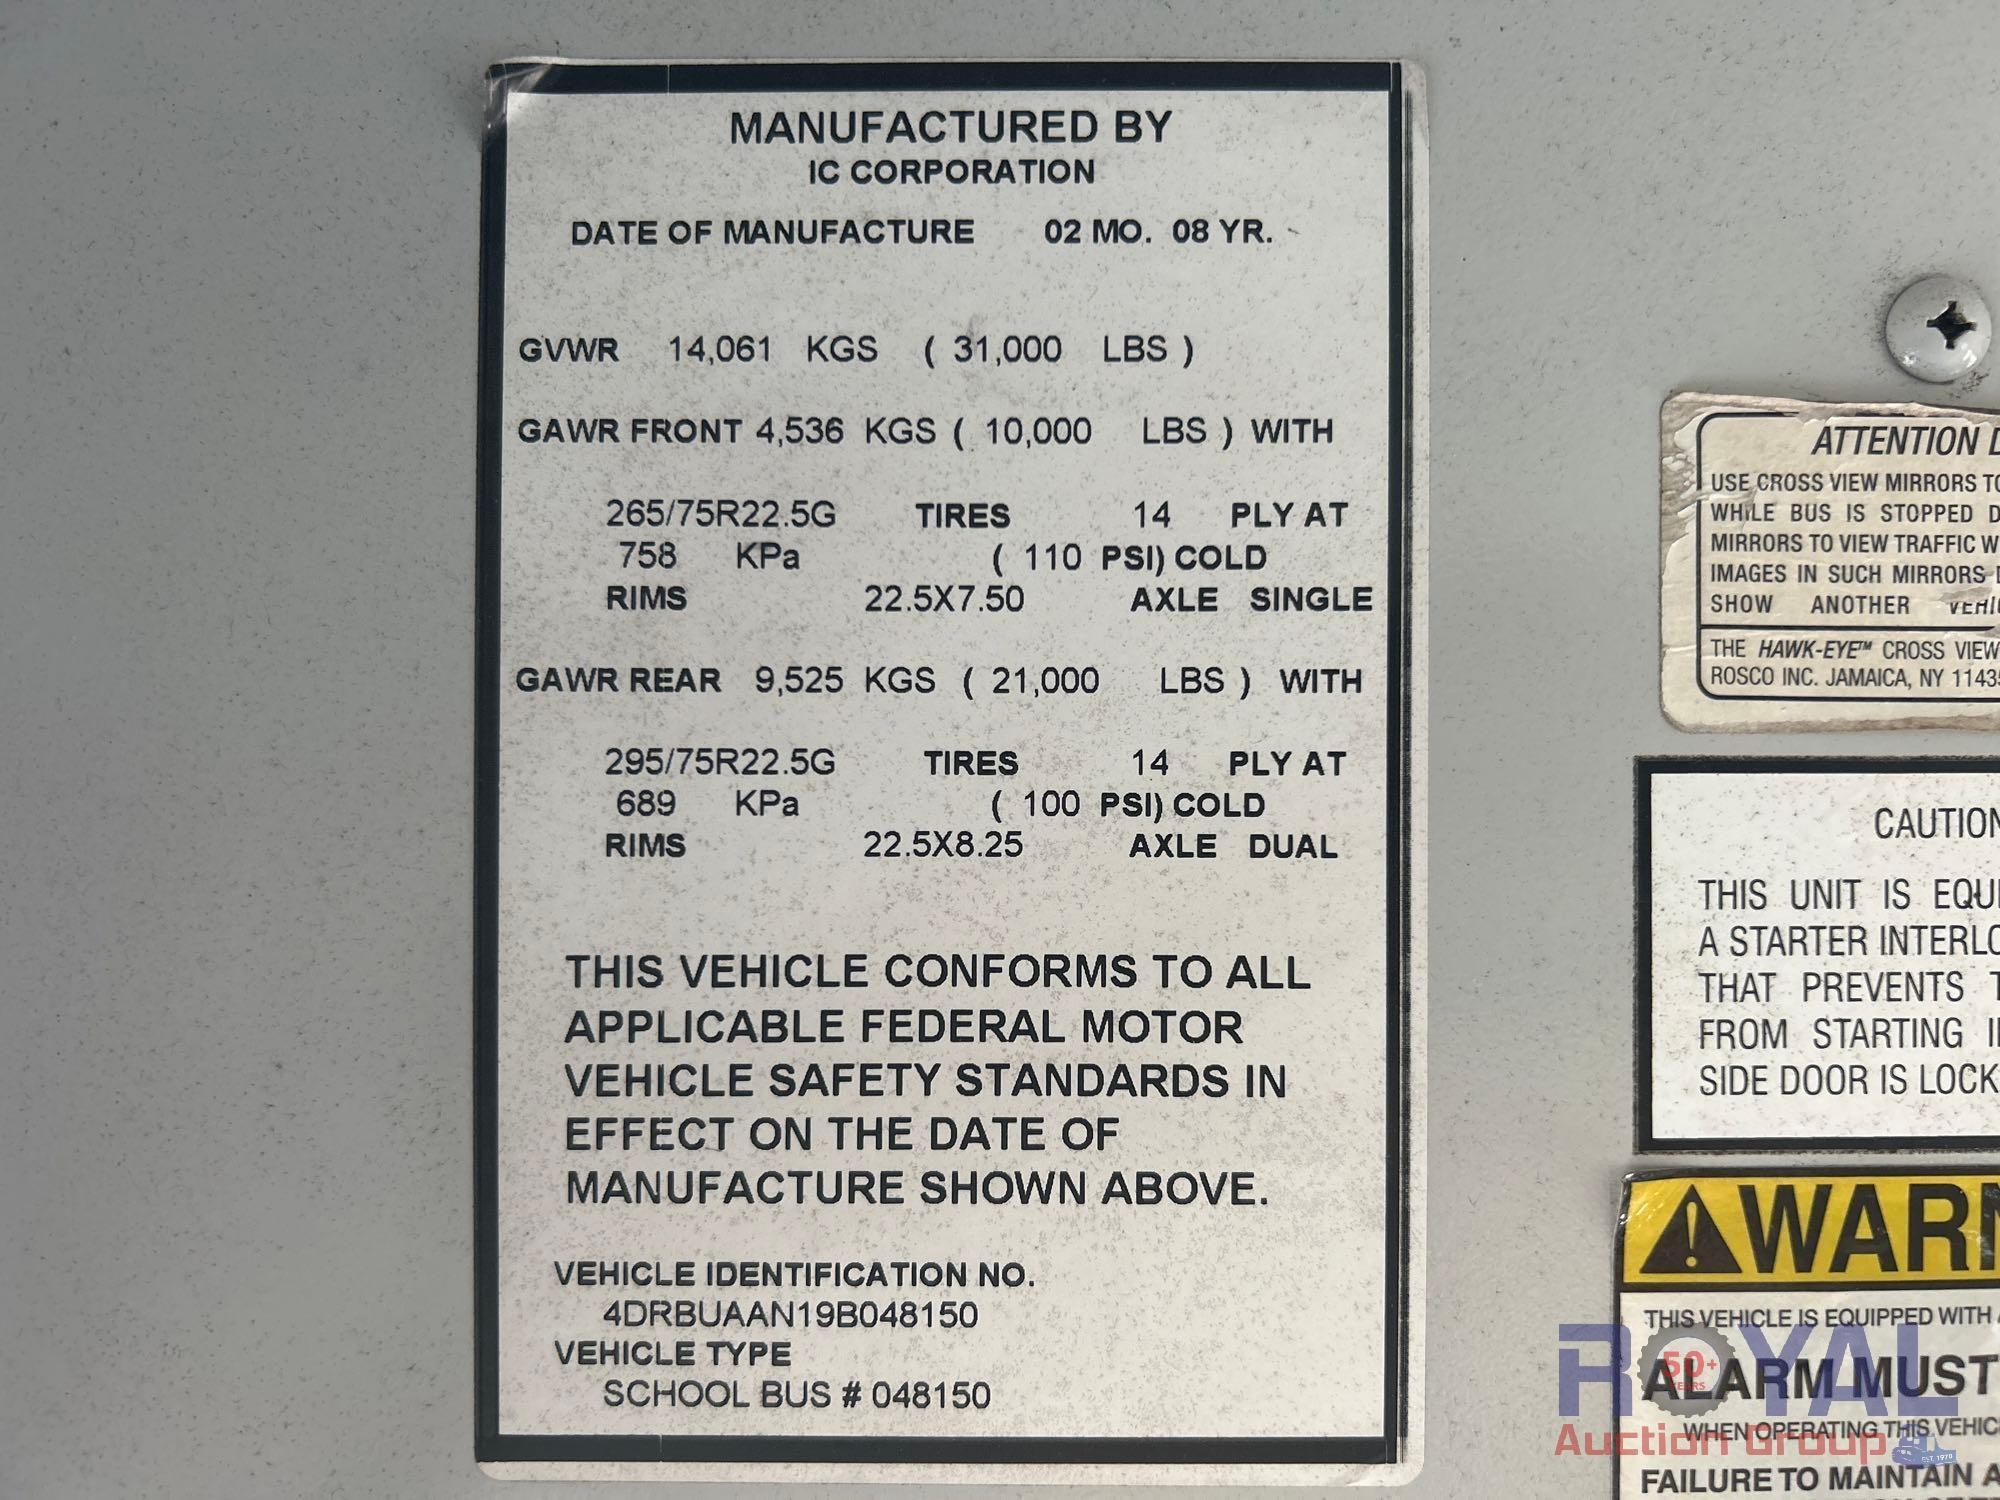 MANUFACTURED BY
IC CORPORATION
DATE OF MANUFACTURE 02 MO. 08 YR.
GVWR 14,061 KGS ( 31,000 LBS )
GAWR FRONT 4,536 KGS ( 10,000 LBS ) WITH
265/75R22.5G TIRES 14 PLY AT
758 KPa ( 110 PSI) COLD
RIMS 22.5X7.50 AXLE SINGLE
GAWR REAR 9,525 KGS ( 21,000 LBS ) WITH
295/75R22.5G TIRES 14 PLY AT
689 KPa ( 100 PSI) COLD
RIMS 22.5X8.25 AXLE DUAL
THIS VEHICLE CONFORMS TO ALL
APPLICABLE FEDERAL MOTOR
VEHICLE SAFETY STANDARDS IN
EFFECT ON THE DATE OF
MANUFACTURE SHOWN ABOVE.
VEHICLE IDENTIFICATION NO.
4DRBUAAN19B048150
VEHICLE TYPE
SCHOOL BUS # 048150
ATTENTION
USE CROSS VIEW MIRRORS TO
WHILE BUS IS STOPPED
MIRRORS TO VIEW TRAFFIC
IMAGES IN SUCH MIRRORS
SHOW ANOTHER
THE HAWK-EYE™ CROSS VIEW
ROSCO INC. JAMAICA, NY 11435
CAUTION
THIS UNIT IS
A STARTER
THAT PREVENTS
FROM STARTING
SIDE DOOR IS
THIS VEHICLE IS EQUIPPED WITH
ALARM MUST
WHEN OPERATING THIS
FAILURE TO MAINTAIN
ROYAL
50+
YEARS
Auction Group
EST. 1970